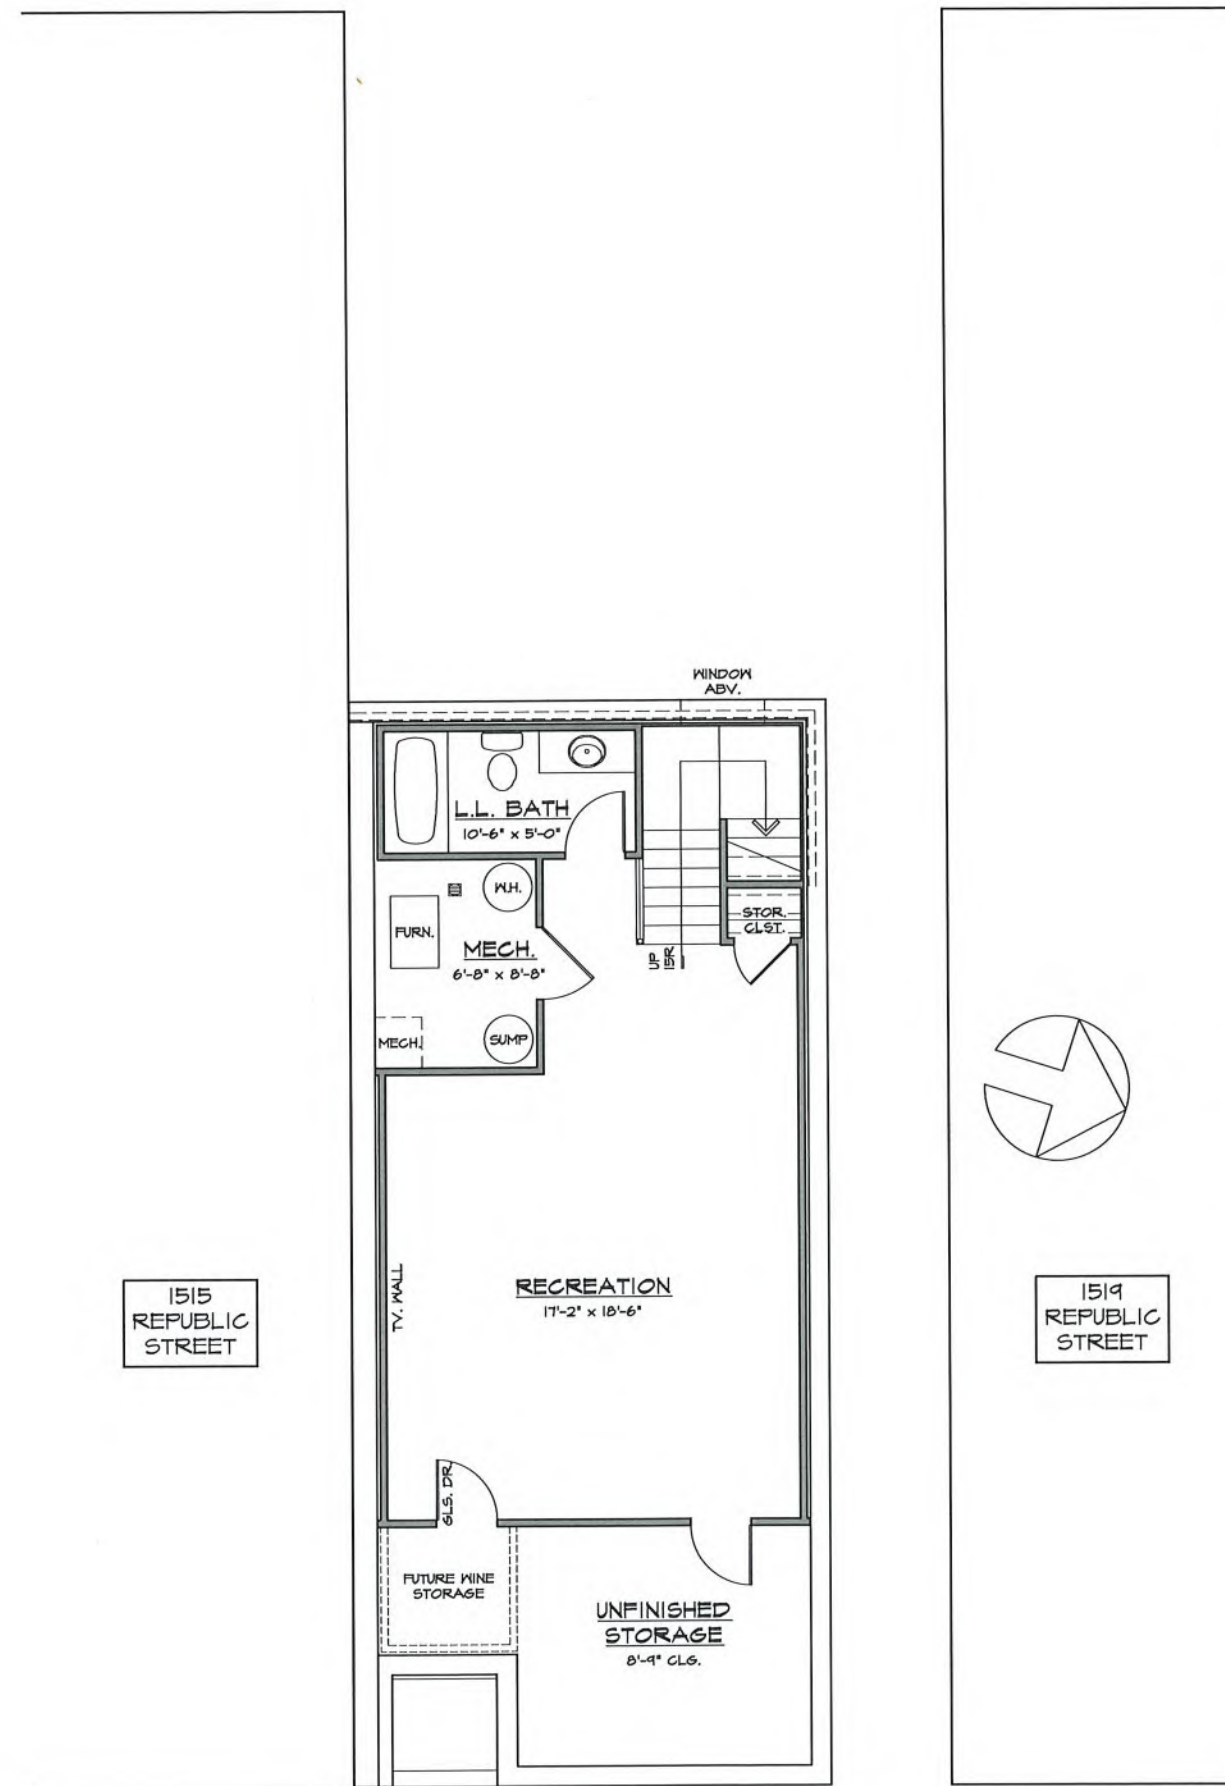 WINDOW
ABV.
L.L. BATH
10'-6" x 5'-0"
W.H.
FURN.
MECH.
6'-8" x 8'-8"
STOR.
CLST.
UP
15R
MECH.
SUMP
TV. WALL
RECREATION
17'-2" x 18'-6"
1515
REPUBLIC
STREET
1519
REPUBLIC
STREET
GLS. DR.
FUTURE WINE
STORAGE
UNFINISHED
STORAGE
8'-9" CLG.